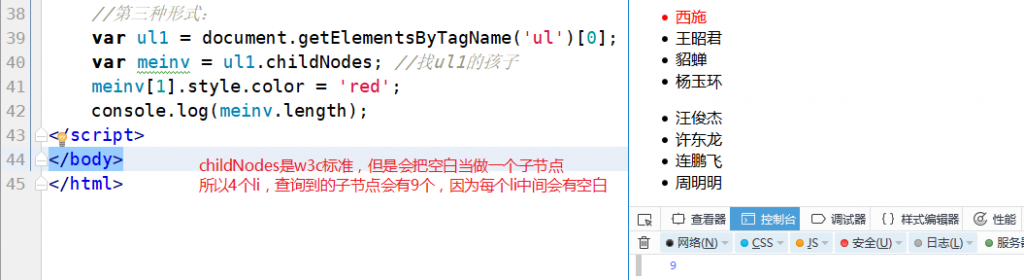 38 //第三种形式:
39 var ul1 = document.getElementsByTagName('ul')[0];
40 var meinv = ul1.childNodes; //找ul1的孩子
41 meinv[1].style.color = 'red';
42 console.log(meinv.length);
43 </script>
44 </body>
45 </html>
childNodes是w3c标准，但是会把空白当做一个子节点
所以4个li，查询到的子节点会有9个，因为每个li中间会有空白
西施
王昭君
貂蝉
杨玉环
汪俊杰
许东龙
连鹏飞
周明明
查看器 控制台 调试器 {} 样式编辑器 性能
网络(N) CSS JS 安全(U) 日志(L) 服务器
9